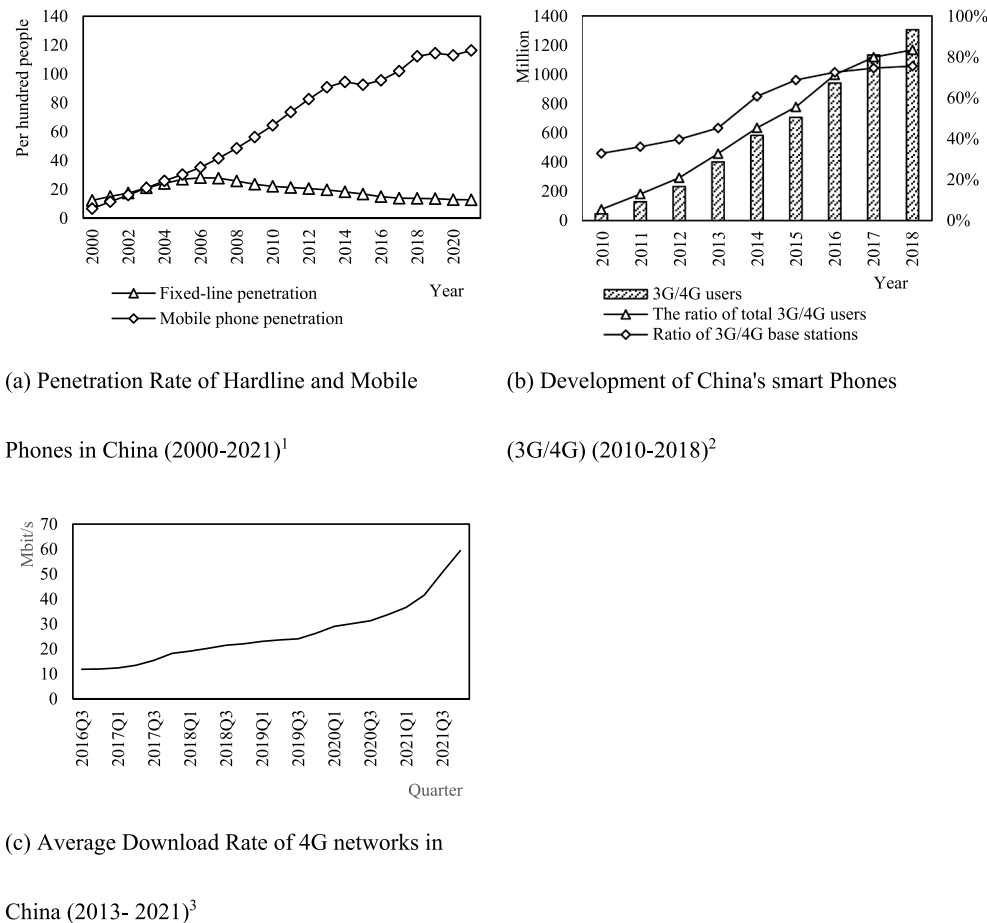 140
120
100
80
60
40
20
0
Per hundred people
2000
2002
2004
2006
2008
2010
2012
2014
2016
2018
2020
Year
Fixed-line penetration
Mobile phone penetration
(a) Penetration Rate of Hardline and Mobile
Phones in China (2000-2021)1
1400
1200
1000
800
600
400
200
0
Million
100%
80%
60%
40%
20%
0%
2010
2011
2012
2013
2014
2015
2016
2017
2018
Year
3G/4G users
The ratio of total 3G/4G users
Ratio of 3G/4G base stations
(b) Development of China's smart Phones
(3G/4G) (2010-2018)2
70
60
50
40
30
20
10
0
Mbit/s
2016Q3
2017Q1
2017Q3
2018Q1
2018Q3
2019Q1
2019Q3
2020Q1
2020Q3
2021Q1
2021Q3
Quarter
(c) Average Download Rate of 4G networks in
China (2013- 2021)3